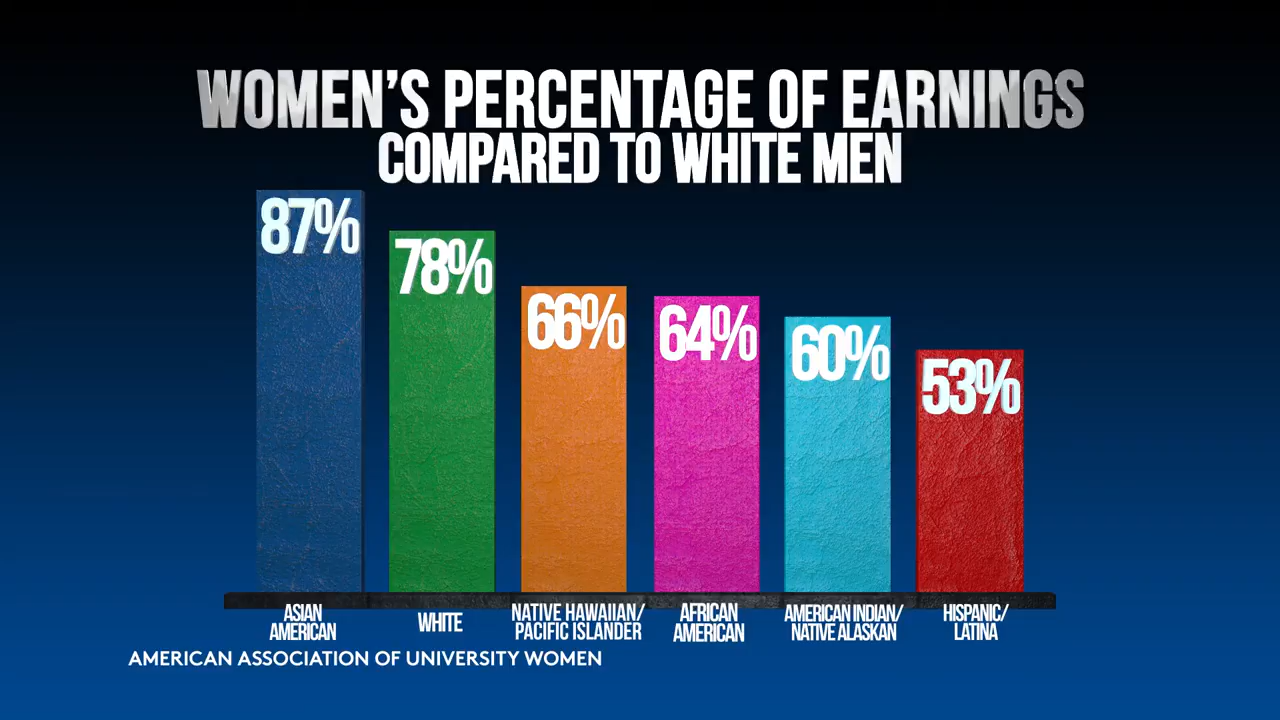 WOMEN'S PERCENTAGE OF EARNINGS
COMPARED TO WHITE MEN
87%
78%
66%
64%
60%
53%
ASIAN
AMERICAN
WHITE
NATIVE HAWAIIAN/
PACIFIC ISLANDER
AFRICAN
AMERICAN
AMERICAN INDIAN/
NATIVE ALASKAN
HISPANIC/
LATINA
AMERICAN ASSOCIATION OF UNIVERSITY WOMEN